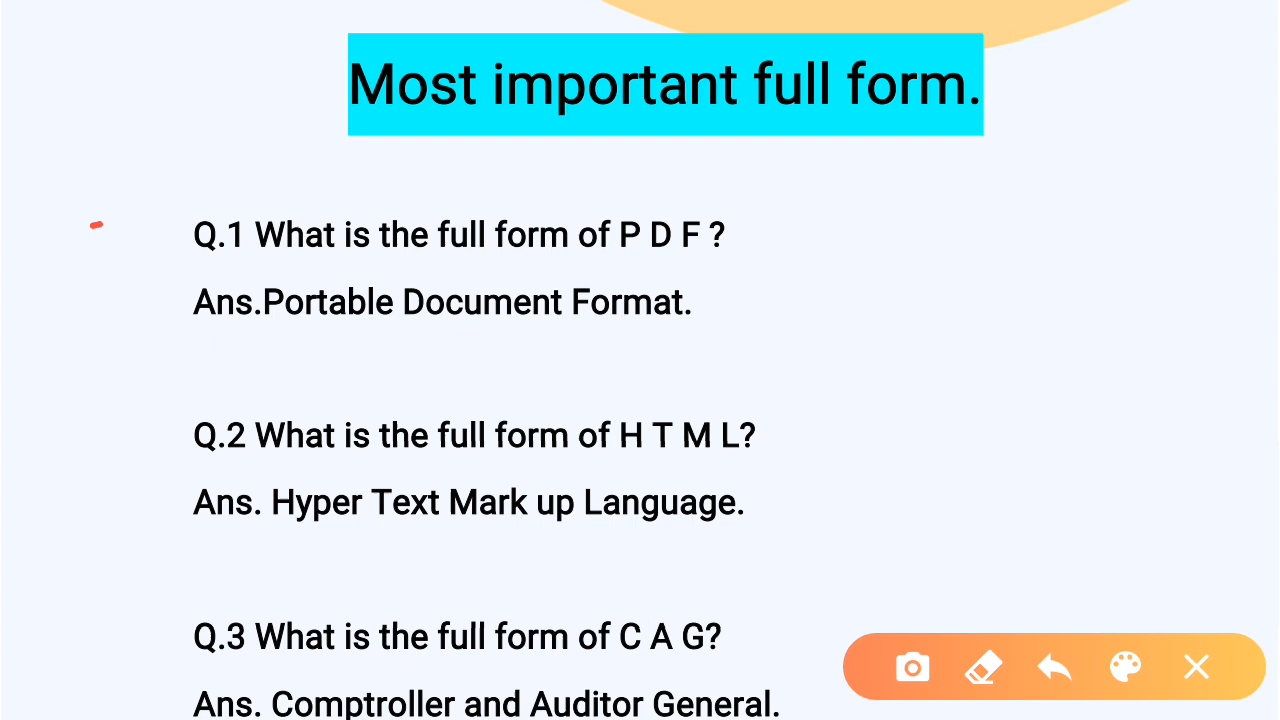 Most important full form.
Q.1 What is the full form of P D F ?
Ans.Portable Document Format.
Q.2 What is the full form of H T M L?
Ans. Hyper Text Mark up Language.
Q.3 What is the full form of C A G?
Ans. Comptroller and Auditor General.